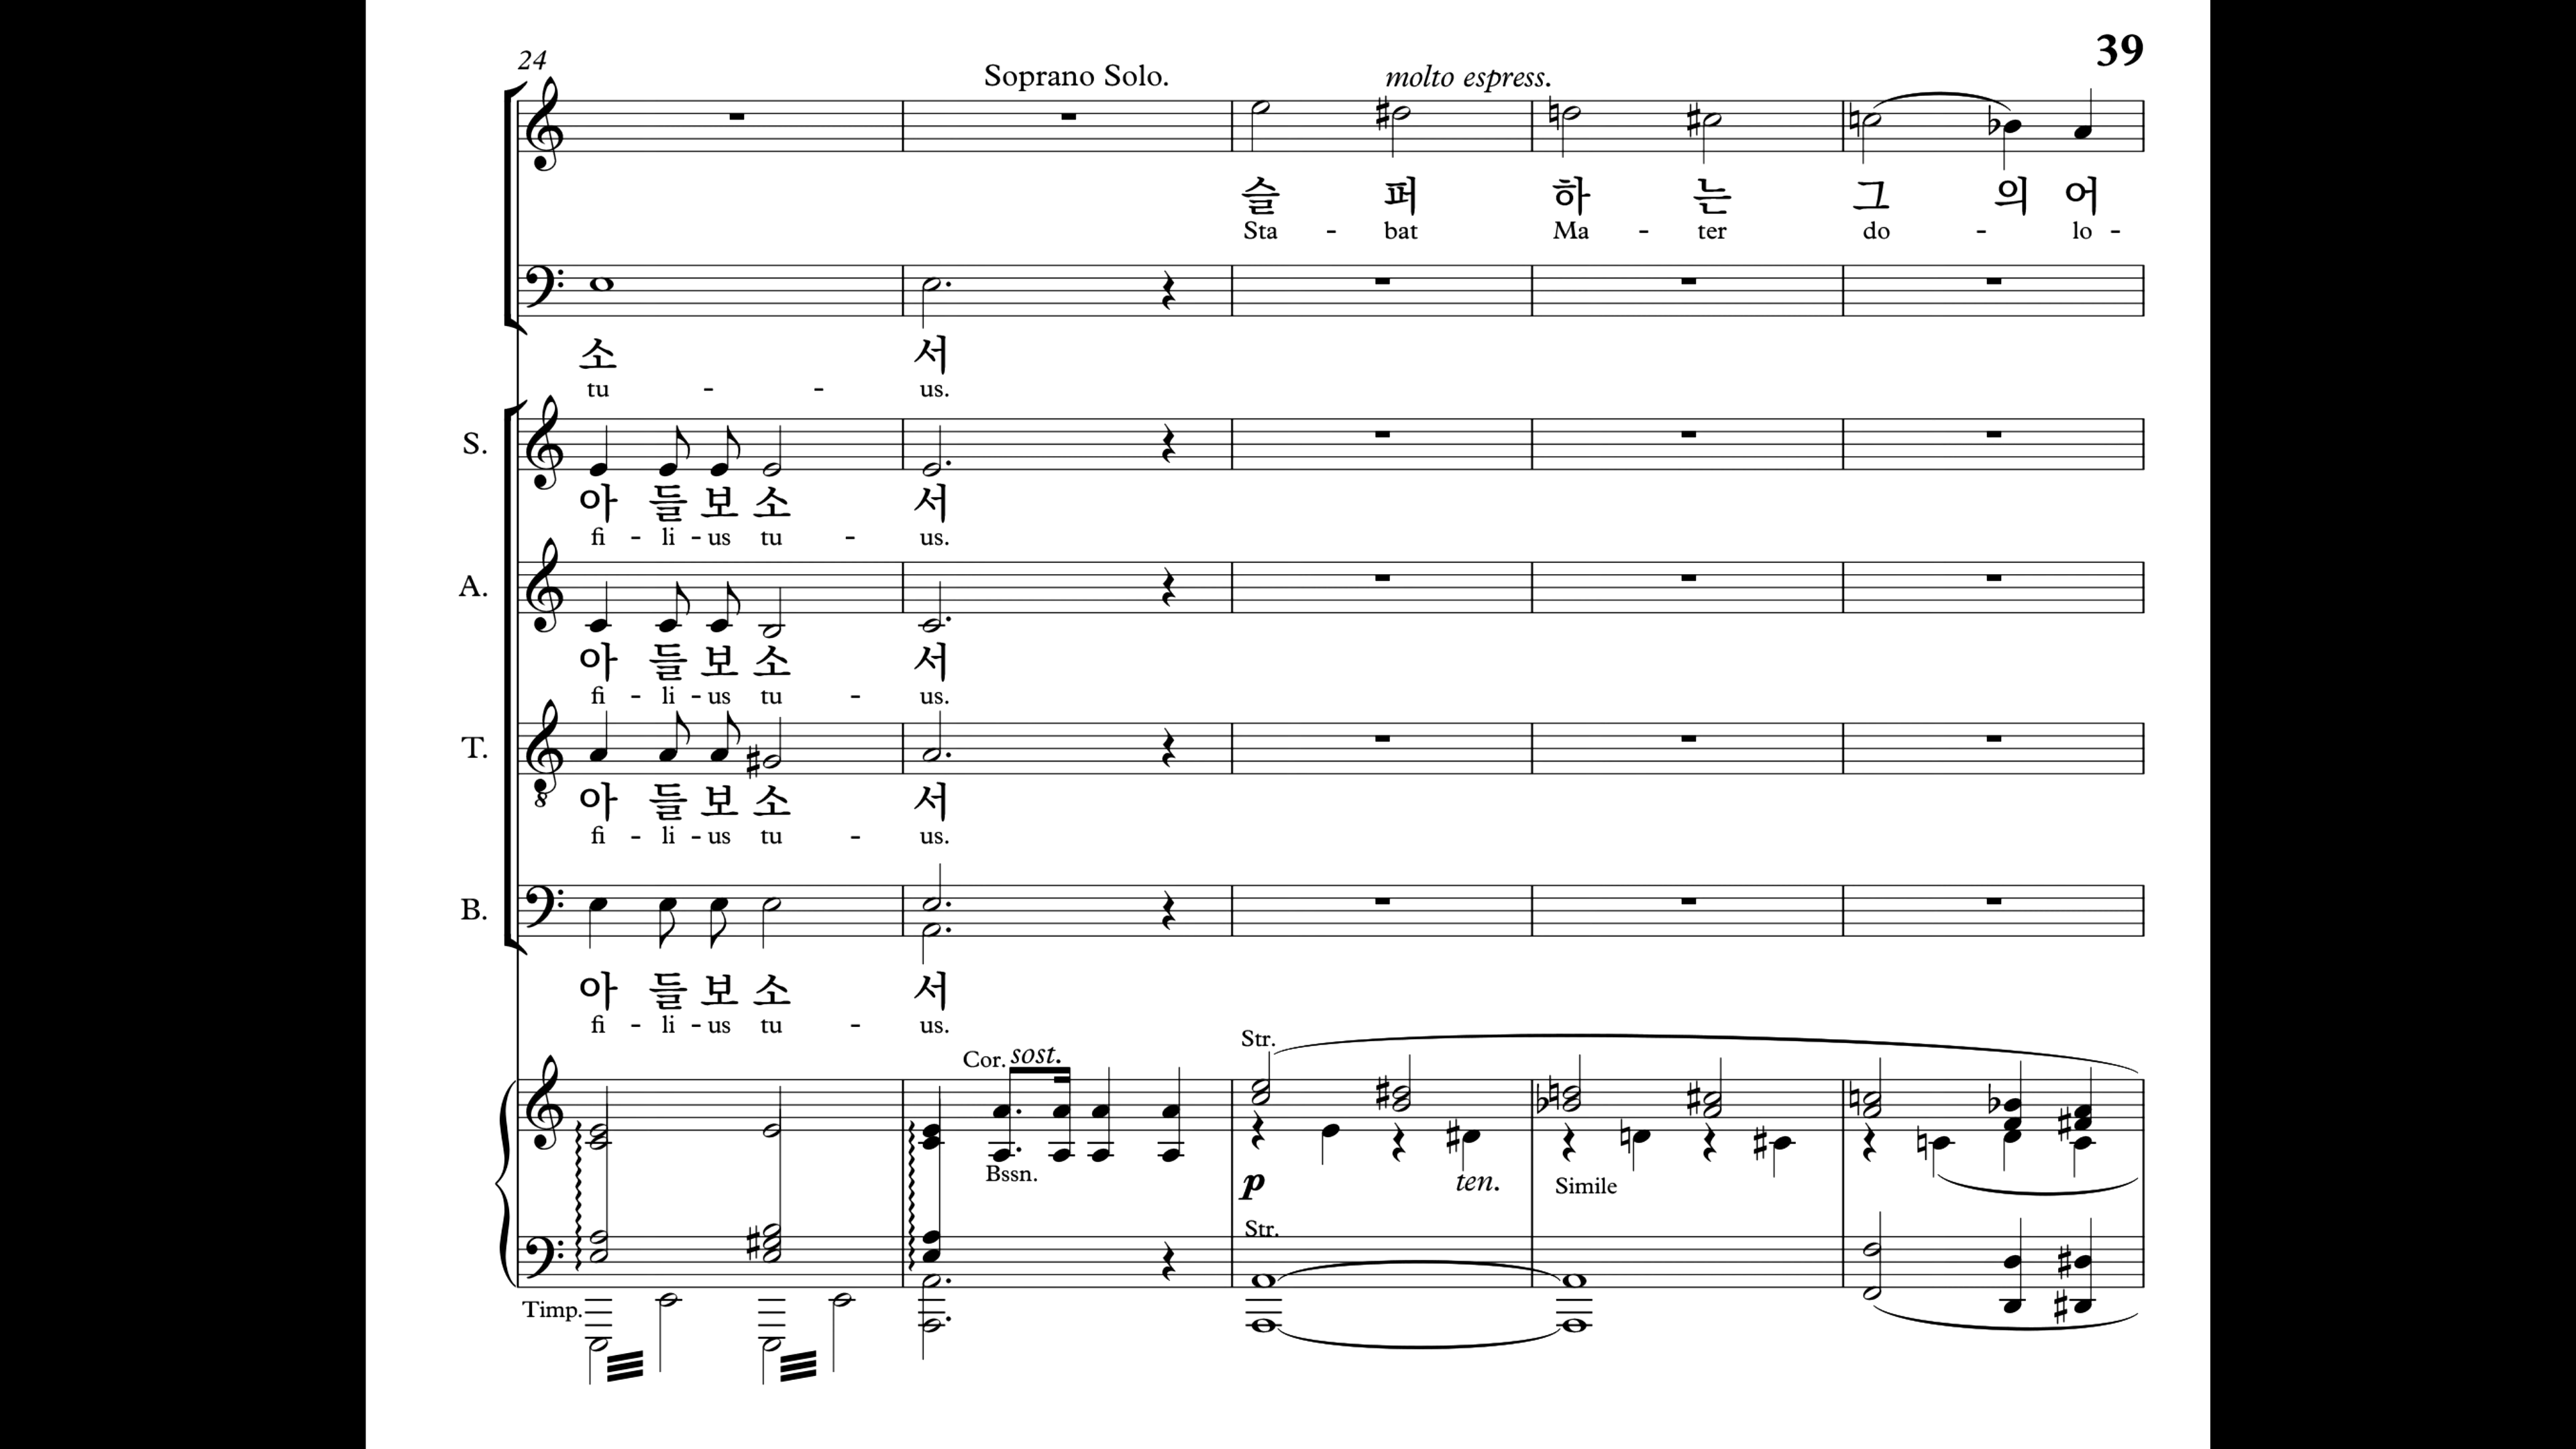 24
39
Soprano Solo.
molto espress.
슬 퍼 하 는 그 의 어
Sta - bat Ma - ter do - lo -
소 서
tu - - us.
S.
아 들 보 소 서
fi - li - us tu - us.
A.
아 들 보 소 서
fi - li - us tu - us.
T.
8
아 들 보 소 서
fi - li - us tu - us.
B.
아 들 보 소 서
fi - li - us tu - us.
Str.
Cor. sost.
Bssn.
p
ten.
Simile
Str.
Timp.